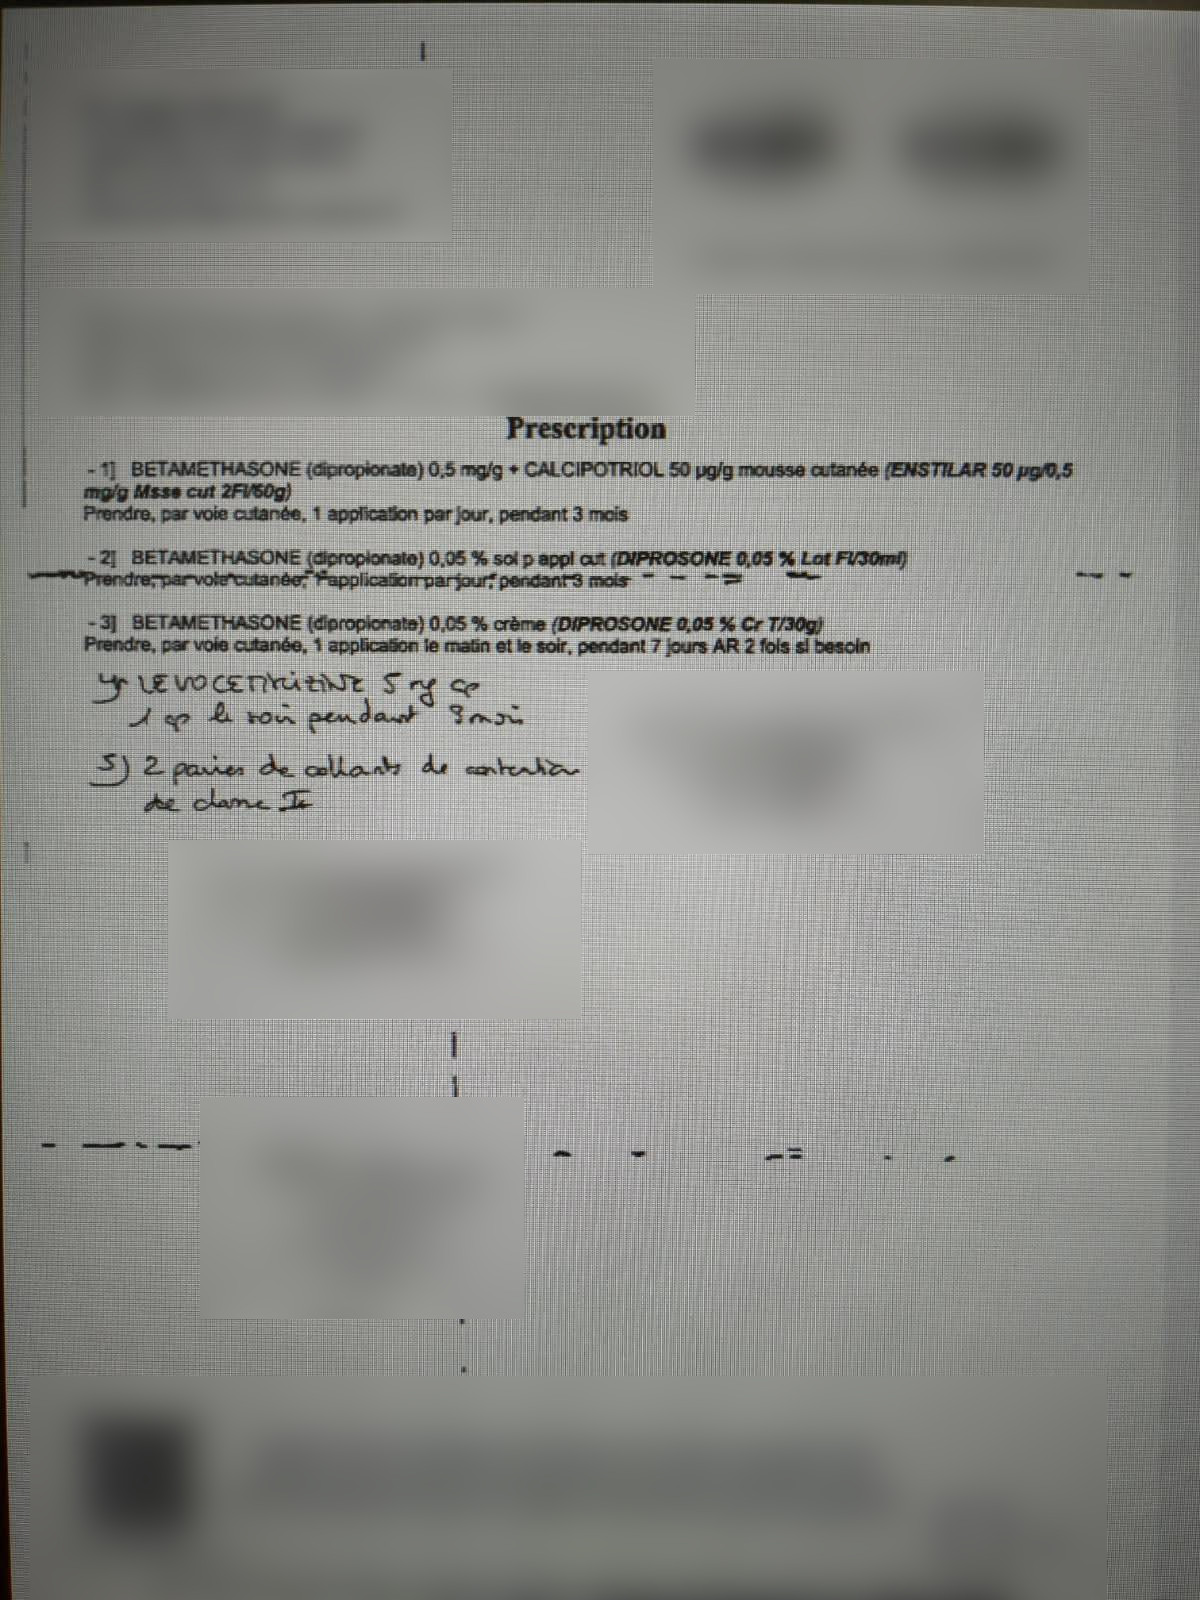 Prescription
- 1] BETAMETHASONE (dipropionate) 0,5 mg/g + CALCIPOTRIOL 50 µg/g mousse cutanée (ENSTILAR 50 µg/0,5
mg/g Msse cut 2Fl/60g)
Prendre, par voie cutanée, 1 application par jour, pendant 3 mois
- 2] BETAMETHASONE (dipropionate) 0,05 % sol p appl cut (DIPROSONE 0,05 % Lot Fl/30ml)
Prendre, par voie cutanée, 1 application par jour, pendant 3 mois
- 3] BETAMETHASONE (dipropionate) 0,05 % crème (DIPROSONE 0,05 % Cr T/30g)
Prendre, par voie cutanée, 1 application le matin et le soir, pendant 7 jours AR 2 fois si besoin
LEVOCETIRIZINE 5 mg cp
1 cp le soir pendant 3 mois
5) 2 paires de collants de contention
de classe II